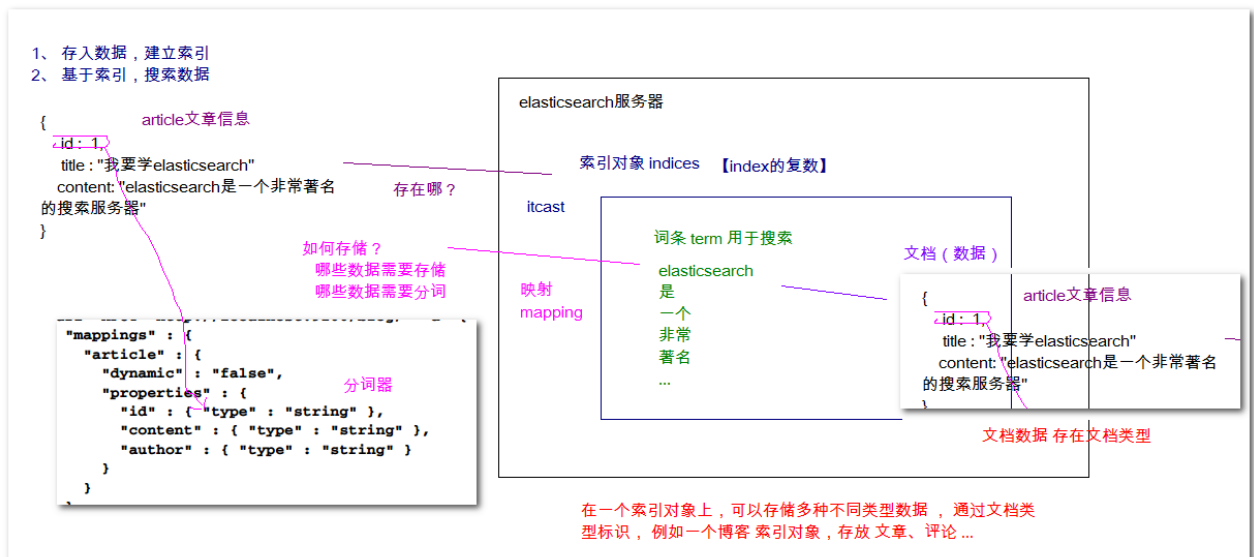 1、 存入数据，建立索引
2、 基于索引，搜索数据
article文章信息
{
id : 1,
title : "我要学elasticsearch"
content: "elasticsearch是一个非常著名
的搜索服务器"
}
存在哪？
如何存储？
哪些数据需要存储
哪些数据需要分词
"mappings" : {
"article" : {
"dynamic" : "false",
"properties" : {
"id" : { "type" : "string" },
"content" : { "type" : "string" },
"author" : { "type" : "string" }
}
}
分词器
elasticsearch服务器
索引对象 indices 【index的复数】
itcast
映射
mapping
词条 term 用于搜索
elasticsearch
是
一个
非常
著名
...
文档（数据）
{
article文章信息
id : 1,
title : "我要学elasticsearch"
content: "elasticsearch是一个非常著名
的搜索服务器"
}
文档数据 存在文档类型
在一个索引对象上，可以存储多种不同类型数据 ，通过文档类
型标识，例如一个博客 索引对象，存放 文章、评论 ...